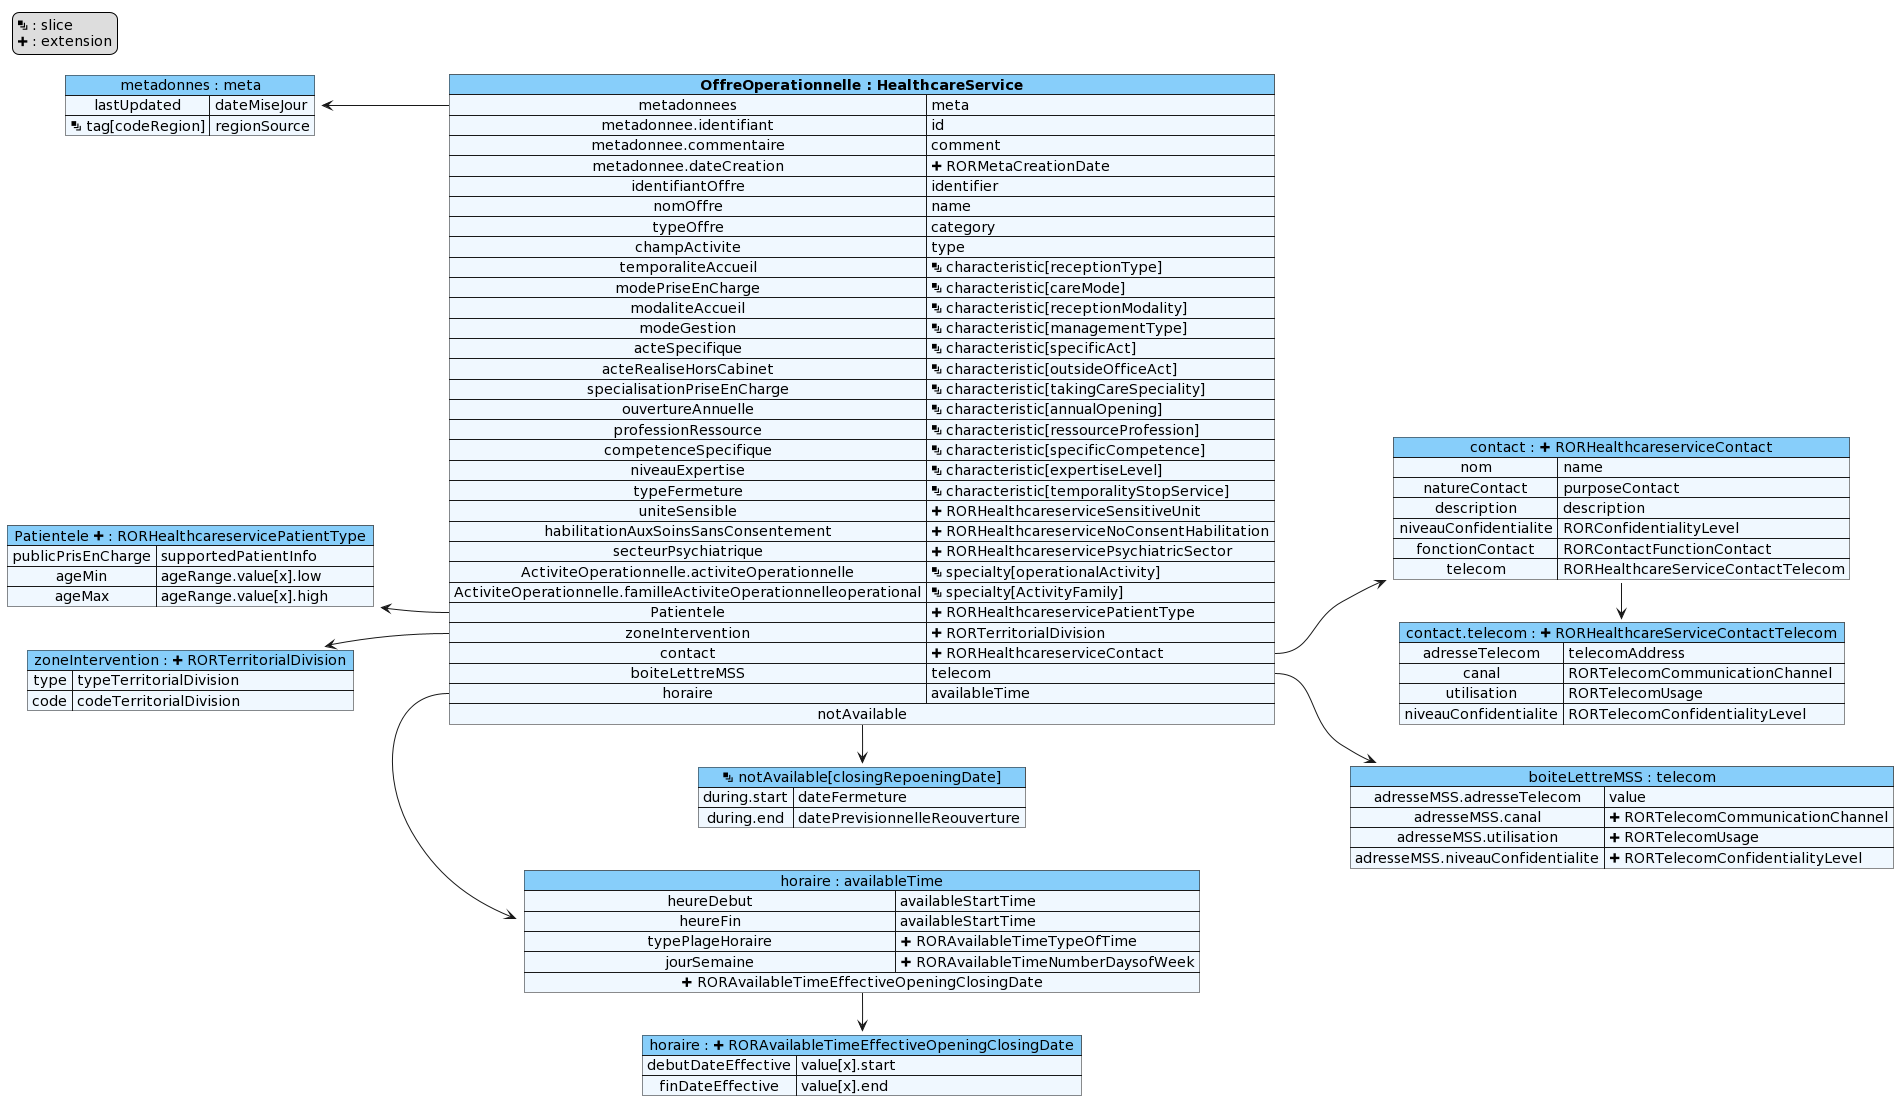 : slice
: extension
metadonnes : meta
lastUpdated dateMiseJour
tag[codeRegion] regionSource
OffreOperationnelle : HealthcareService
metadonnees meta
metadonnee.identifiant id
metadonnee.commentaire comment
metadonnee.dateCreation ✚ RORMetaCreationDate
identifiantOffre identifier
nomOffre name
typeOffre category
champActivite type
temporaliteAccueil characteristic[receptionType]
modePriseEnCharge characteristic[careMode]
modaliteAccueil characteristic[receptionModality]
modeGestion characteristic[managementType]
acteSpecifique characteristic[specificAct]
acteRealiseHorsCabinet characteristic[outsideOfficeAct]
specialisationPriseEnCharge characteristic[takingCareSpeciality]
ouvertureAnnuelle characteristic[annualOpening]
professionRessource characteristic[ressourceProfession]
competenceSpecifique characteristic[specificCompetence]
niveauExpertise characteristic[expertiseLevel]
typeFermeture characteristic[temporalityStopService]
uniteSensible ✚ RORHealthcareserviceSensitiveUnit
habilitationAuxSoinsSansConsentement ✚ RORHealthcareserviceNoConsentHabilitation
secteurPsychiatrique ✚ RORHealthcareservicePsychiatricSector
ActiviteOperationnelle.activiteOperationnelle specialty[operationalActivity]
ActiviteOperationnelle.familleActiviteOperationnelleoperational specialty[ActivityFamily]
Patientele ✚ RORHealthcareservicePatientType
zoneIntervention ✚ RORTerritorialDivision
contact ✚ RORHealthcareserviceContact
boiteLettreMSS telecom
horaire availableTime
notAvailable
Patientele ✚ : RORHealthcareservicePatientType
publicPrisEnCharge supportedPatientInfo
ageMin ageRange.value[x].low
ageMax ageRange.value[x].high
zoneIntervention : ✚ RORTerritorialDivision
type typeTerritorialDivision
code codeTerritorialDivision
contact : ✚ RORHealthcareserviceContact
nom name
natureContact purposeContact
description description
niveauConfidentialite RORConfidentialityLevel
fonctionContact RORContactFunctionContact
telecom RORHealthcareServiceContactTelecom
contact.telecom : ✚ RORHealthcareServiceContactTelecom
adresseTelecom telecomAddress
canal RORTelecomCommunicationChannel
utilisation RORTelecomUsage
niveauConfidentialite RORTelecomConfidentialityLevel
boiteLettreMSS : telecom
adresseMSS.adresseTelecom value
adresseMSS.canal ✚ RORTelecomCommunicationChannel
adresseMSS.utilisation ✚ RORTelecomUsage
adresseMSS.niveauConfidentialite ✚ RORTelecomConfidentialityLevel
notAvailable[closingRepoeningDate]
during.start dateFermeture
during.end datePrevisionnelleReouverture
horaire : availableTime
heureDebut availableStartTime
heureFin availableStartTime
typePlageHoraire ✚ RORAvailableTimeTypeOfTime
jourSemaine ✚ RORAvailableTimeNumberDaysofWeek
✚ RORAvailableTimeEffectiveOpeningClosingDate
horaire : ✚ RORAvailableTimeEffectiveOpeningClosingDate
debutDateEffective value[x].start
finDateEffective value[x].end